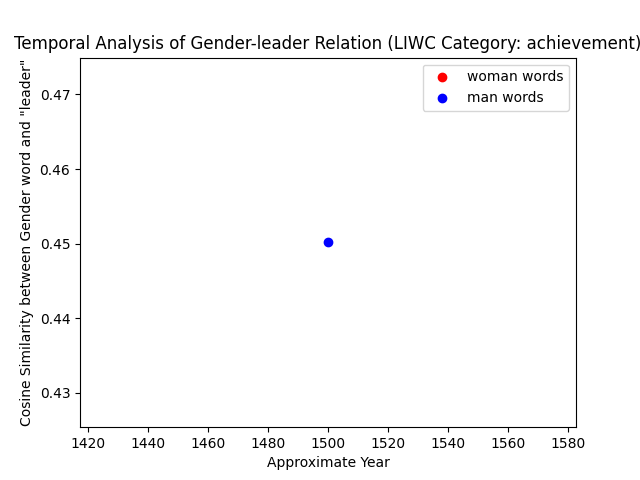 Temporal Analysis of Gender-leader Relation (LIWC Category: achievement)
woman words
man words
Cosine Similarity between Gender word and "leader"
0.47
0.46
0.45
0.44
0.43
1420 1440 1460 1480 1500 1520 1540 1560 1580
Approximate Year